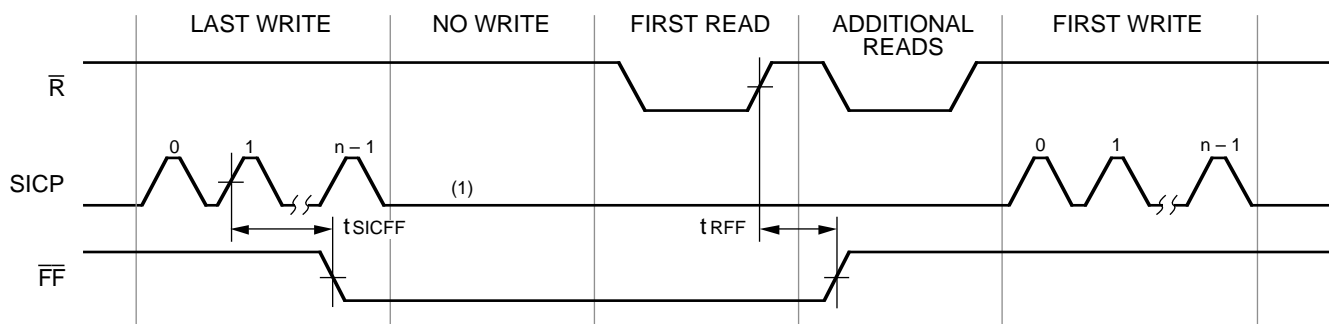 LAST WRITE NO WRITE FIRST READ ADDITIONAL READS FIRST WRITE
R̅
0 1 n – 1 0 1 n – 1
SICP
(1)
tSICFF tRFF
F̅F̅